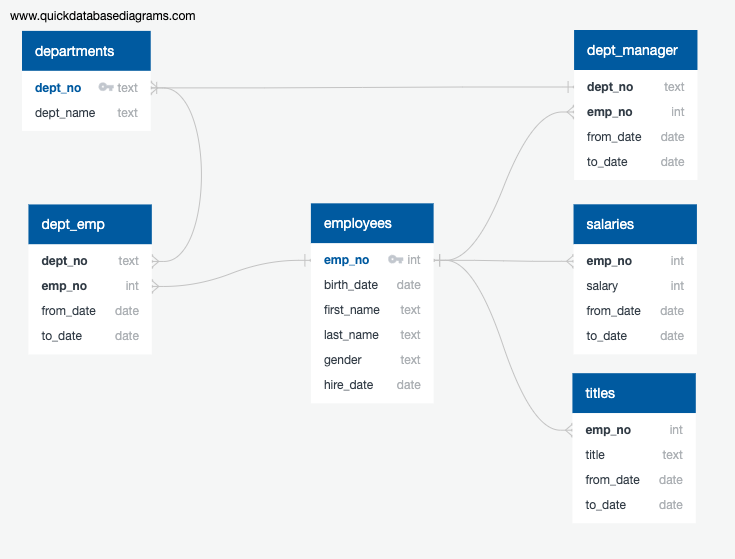 www.quickdatabasediagrams.com
departments
dept_no text
dept_name text
dept_manager
dept_no text
emp_no int
from_date date
to_date date
dept_emp
dept_no text
emp_no int
from_date date
to_date date
employees
emp_no int
birth_date date
first_name text
last_name text
gender text
hire_date date
salaries
emp_no int
salary int
from_date date
to_date date
titles
emp_no int
title text
from_date date
to_date date